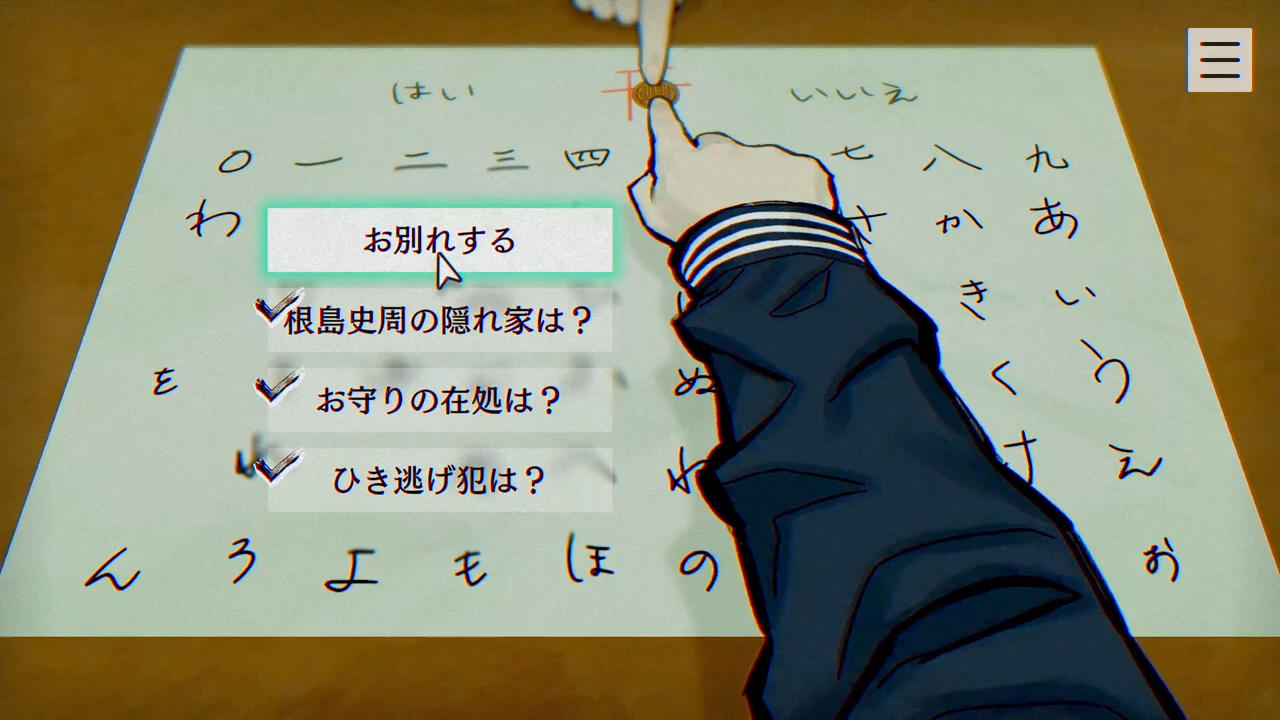 はい いいえ
〇 一 二 三 四 七 八 九
わ さ か あ
お別れする
き い
根島史周の隠れ家は？
を ぬ く う
お守りの在処は？
ね け え
ひき逃げ犯は？
ん ろ よ も ほ の お